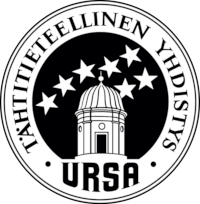 TÄHTITIETEELLINEN YHDISTYS
· URSA ·